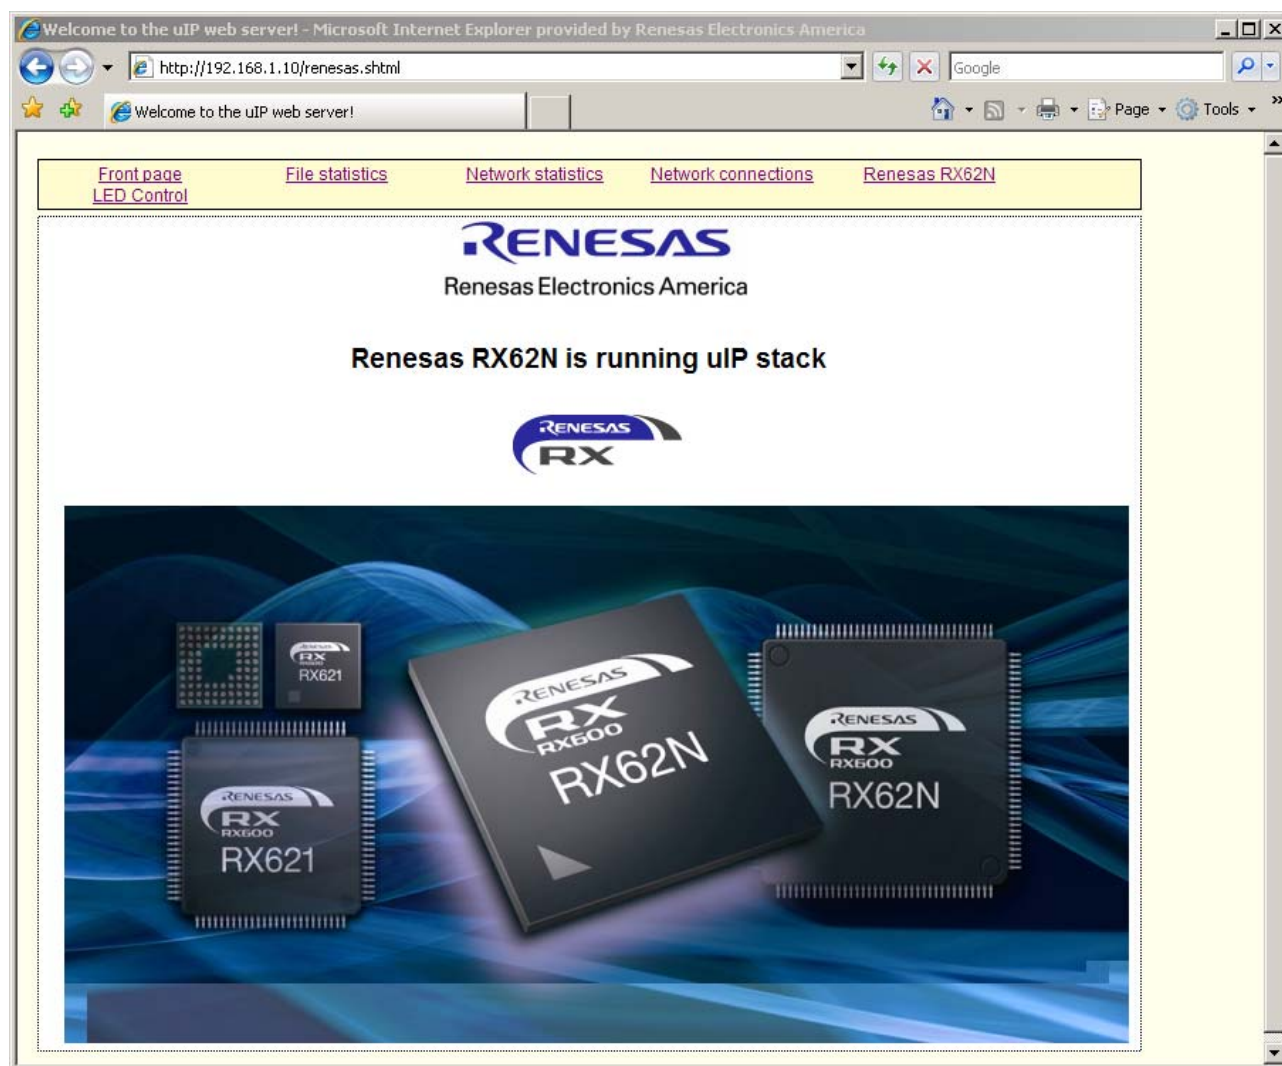 Welcome to the uIP web server! - Microsoft Internet Explorer provided by Renesas Electronics America
http://192.168.1.10/renesas.shtml
Google
Welcome to the uIP web server!
Page
Tools
»
Front page File statistics Network statistics Network connections Renesas RX62N
LED Control
RENESAS
Renesas Electronics America
Renesas RX62N is running uIP stack
RENESAS
RX
RENESAS
RX
RX600
RX621
RENESAS
RX
RX600
RX621
RENESAS
RX
RX600
RX62N
RENESAS
RX
RX600
RX62N